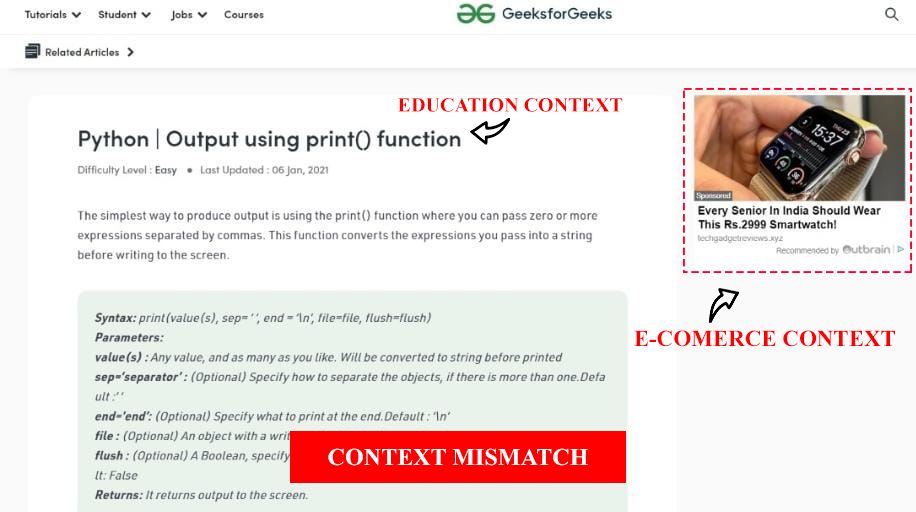 Tutorials Student Jobs Courses GeeksforGeeks
Related Articles
EDUCATION CONTEXT
Python | Output using print() function
Difficulty Level : Easy ● Last Updated : 06 Jan, 2021
The simplest way to produce output is using the print() function where you can pass zero or more
expressions separated by commas. This function converts the expressions you pass into a string
before writing to the screen.
Syntax: print(value(s), sep= ' ', end = '\n', file=file, flush=flush)
Parameters:
value(s) : Any value, and as many as you like. Will be converted to string before printed
sep='separator' : (Optional) Specify how to separate the objects, if there is more than one.Defa
ult :' '
end='end': (Optional) Specify what to print at the end.Default : '\n'
file : (Optional) An object with a writ
flush : (Optional) A Boolean, specify
lt: False
Returns: It returns output to the screen.
CONTEXT MISMATCH
15:37
Sponsored
Every Senior In India Should Wear
This Rs.2999 Smartwatch!
techgadgetreviews.xyz
Recommended by Outbrain
E-COMERCE CONTEXT